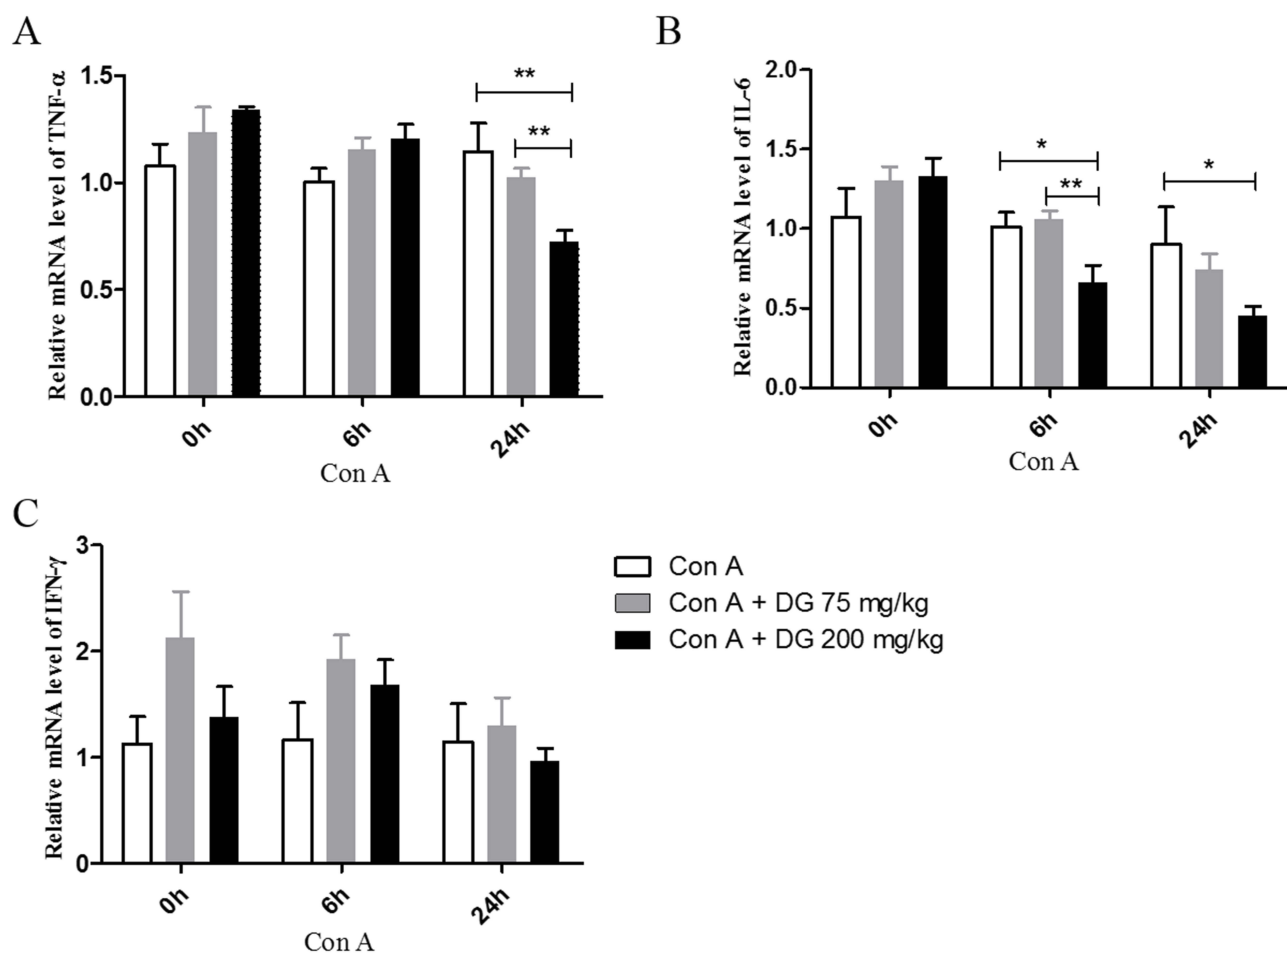 A
Relative mRNA level of TNF-α
1.5
1.0
0.5
0.0
**
**
0h
6h
24h
Con A
B
Relative mRNA level of IL-6
2.0
1.5
1.0
0.5
0.0
*
**
*
0h
6h
24h
Con A
C
Relative mRNA level of IFN-γ
3
2
1
0
0h
6h
24h
Con A
Con A
Con A + DG 75 mg/kg
Con A + DG 200 mg/kg